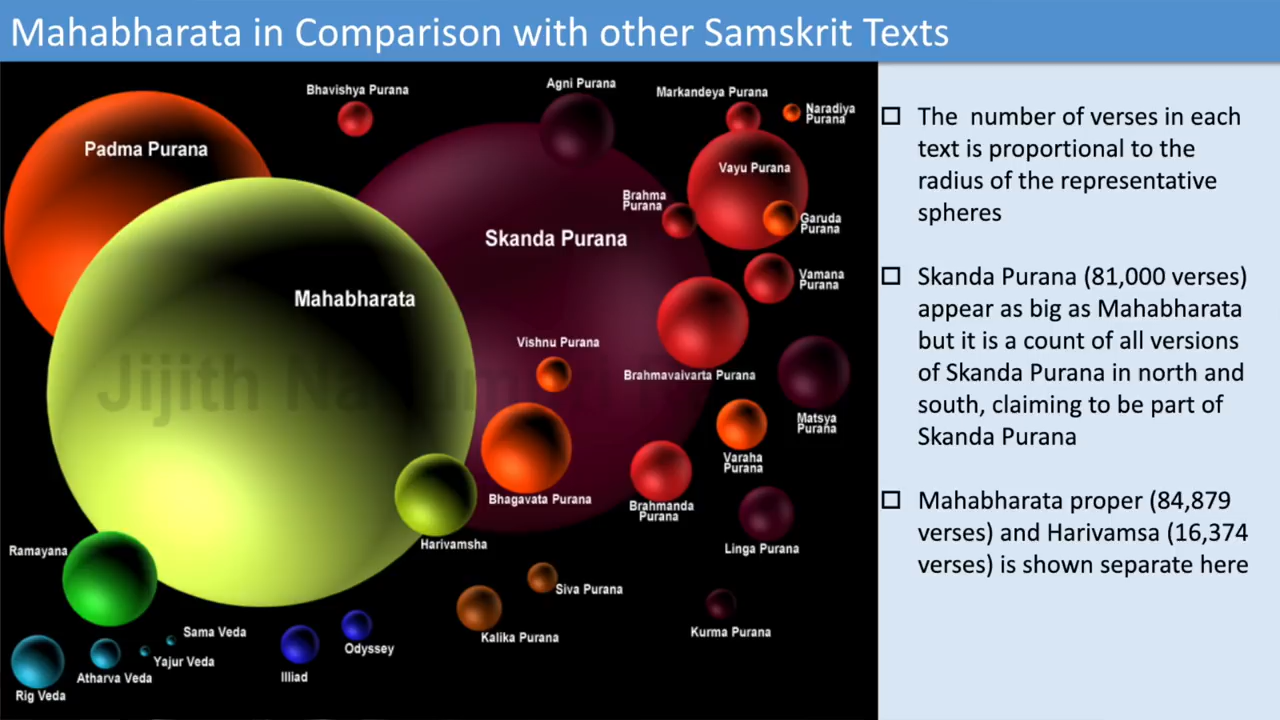 Mahabharata in Comparison with other Samskrit Texts
Bhavishya Purana
Agni Purana
Markandeya Purana
Naradiya
Purana
Padma Purana
Vayu Purana
Brahma
Purana
Garuda
Purana
Skanda Purana
Vamana
Purana
Mahabharata
Vishnu Purana
Brahmavaivarta Purana
Jijith
Matsya
Purana
Varaha
Purana
Bhagavata Purana
Brahmanda
Purana
Harivamsha
Linga Purana
Ramayana
Siva Purana
Kalika Purana
Kurma Purana
Sama Veda
Yajur Veda
Atharva Veda
Rig Veda
Odyssey
Illiad
The number of verses in each
text is proportional to the
radius of the representative
spheres
Skanda Purana (81,000 verses)
appear as big as Mahabharata
but it is a count of all versions
of Skanda Purana in north and
south, claiming to be part of
Skanda Purana
Mahabharata proper (84,879
verses) and Harivamsa (16,374
verses) is shown separate here